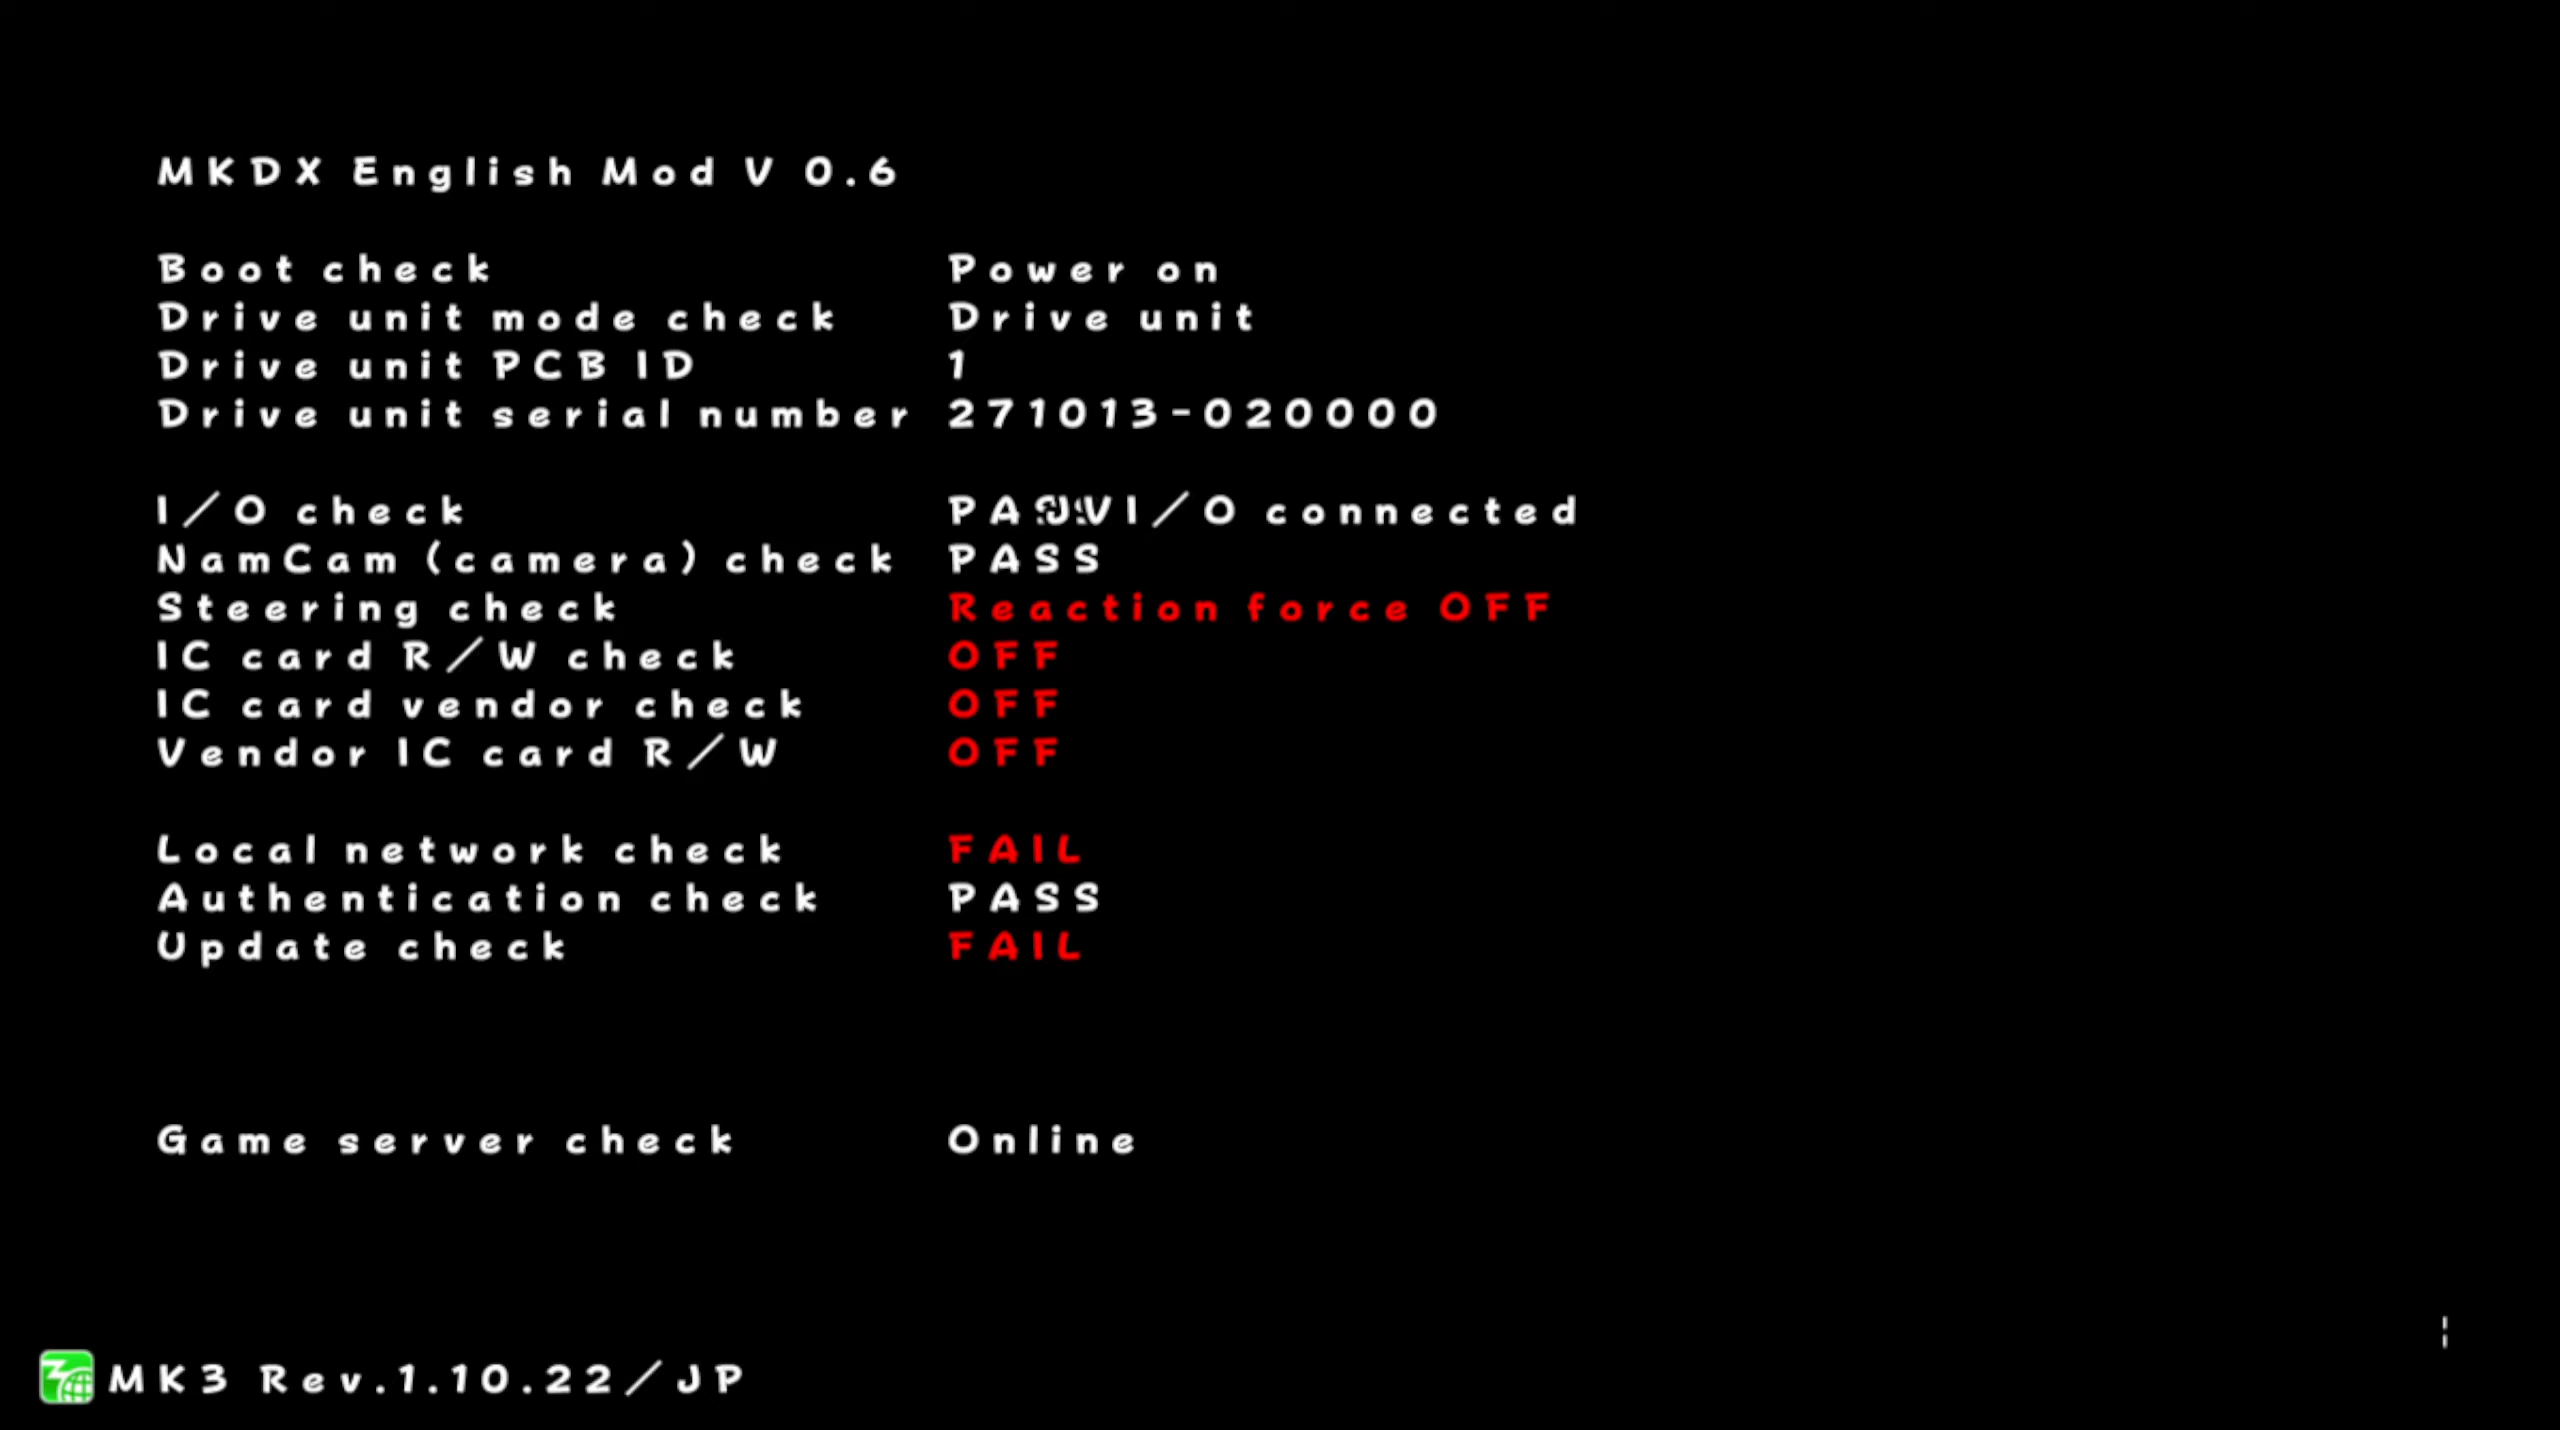 MKDX English Mod V 0.6
Boot check Power on
Drive unit mode check Drive unit
Drive unit PCB ID 1
Drive unit serial number 271013-020000
I/O check I/O connected
NamCam (camera) check PASS
Steering check Reaction force OFF
IC card R/W check OFF
IC card vendor check OFF
Vendor IC card R/W OFF
Local network check FAIL
Authentication check PASS
Update check FAIL
Game server check Online
MK3 Rev.1.10.22/JP